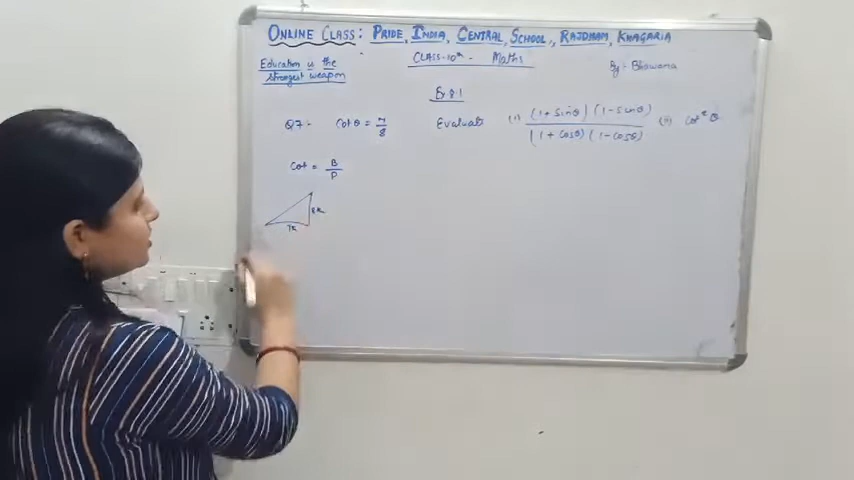 ONLINE CLASS: PRIDE INDIA CENTRAL SCHOOL, RAJDHAM, KHAGARIA
Education is the strongest weapon
CLASS-10th - Maths
By:- Bhawana
Ex 8.1
Q7- Cot θ = 7/8 Evaluate (i) (1+Sinθ)(1-Sinθ) / (1+Cosθ)(1-Cosθ) (ii) Cot²θ
Cot = B/P
8k
7k